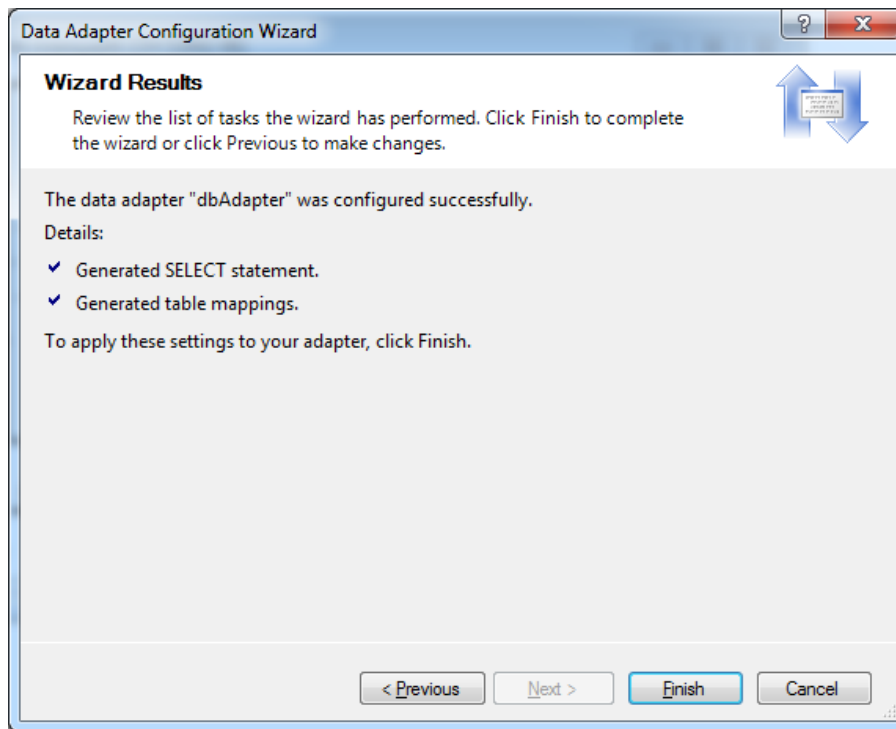 Data Adapter Configuration Wizard
?
Wizard Results
Review the list of tasks the wizard has performed. Click Finish to complete
the wizard or click Previous to make changes.
The data adapter "dbAdapter" was configured successfully.
Details:
Generated SELECT statement.
Generated table mappings.
To apply these settings to your adapter, click Finish.
< Previous
Next >
Finish
Cancel